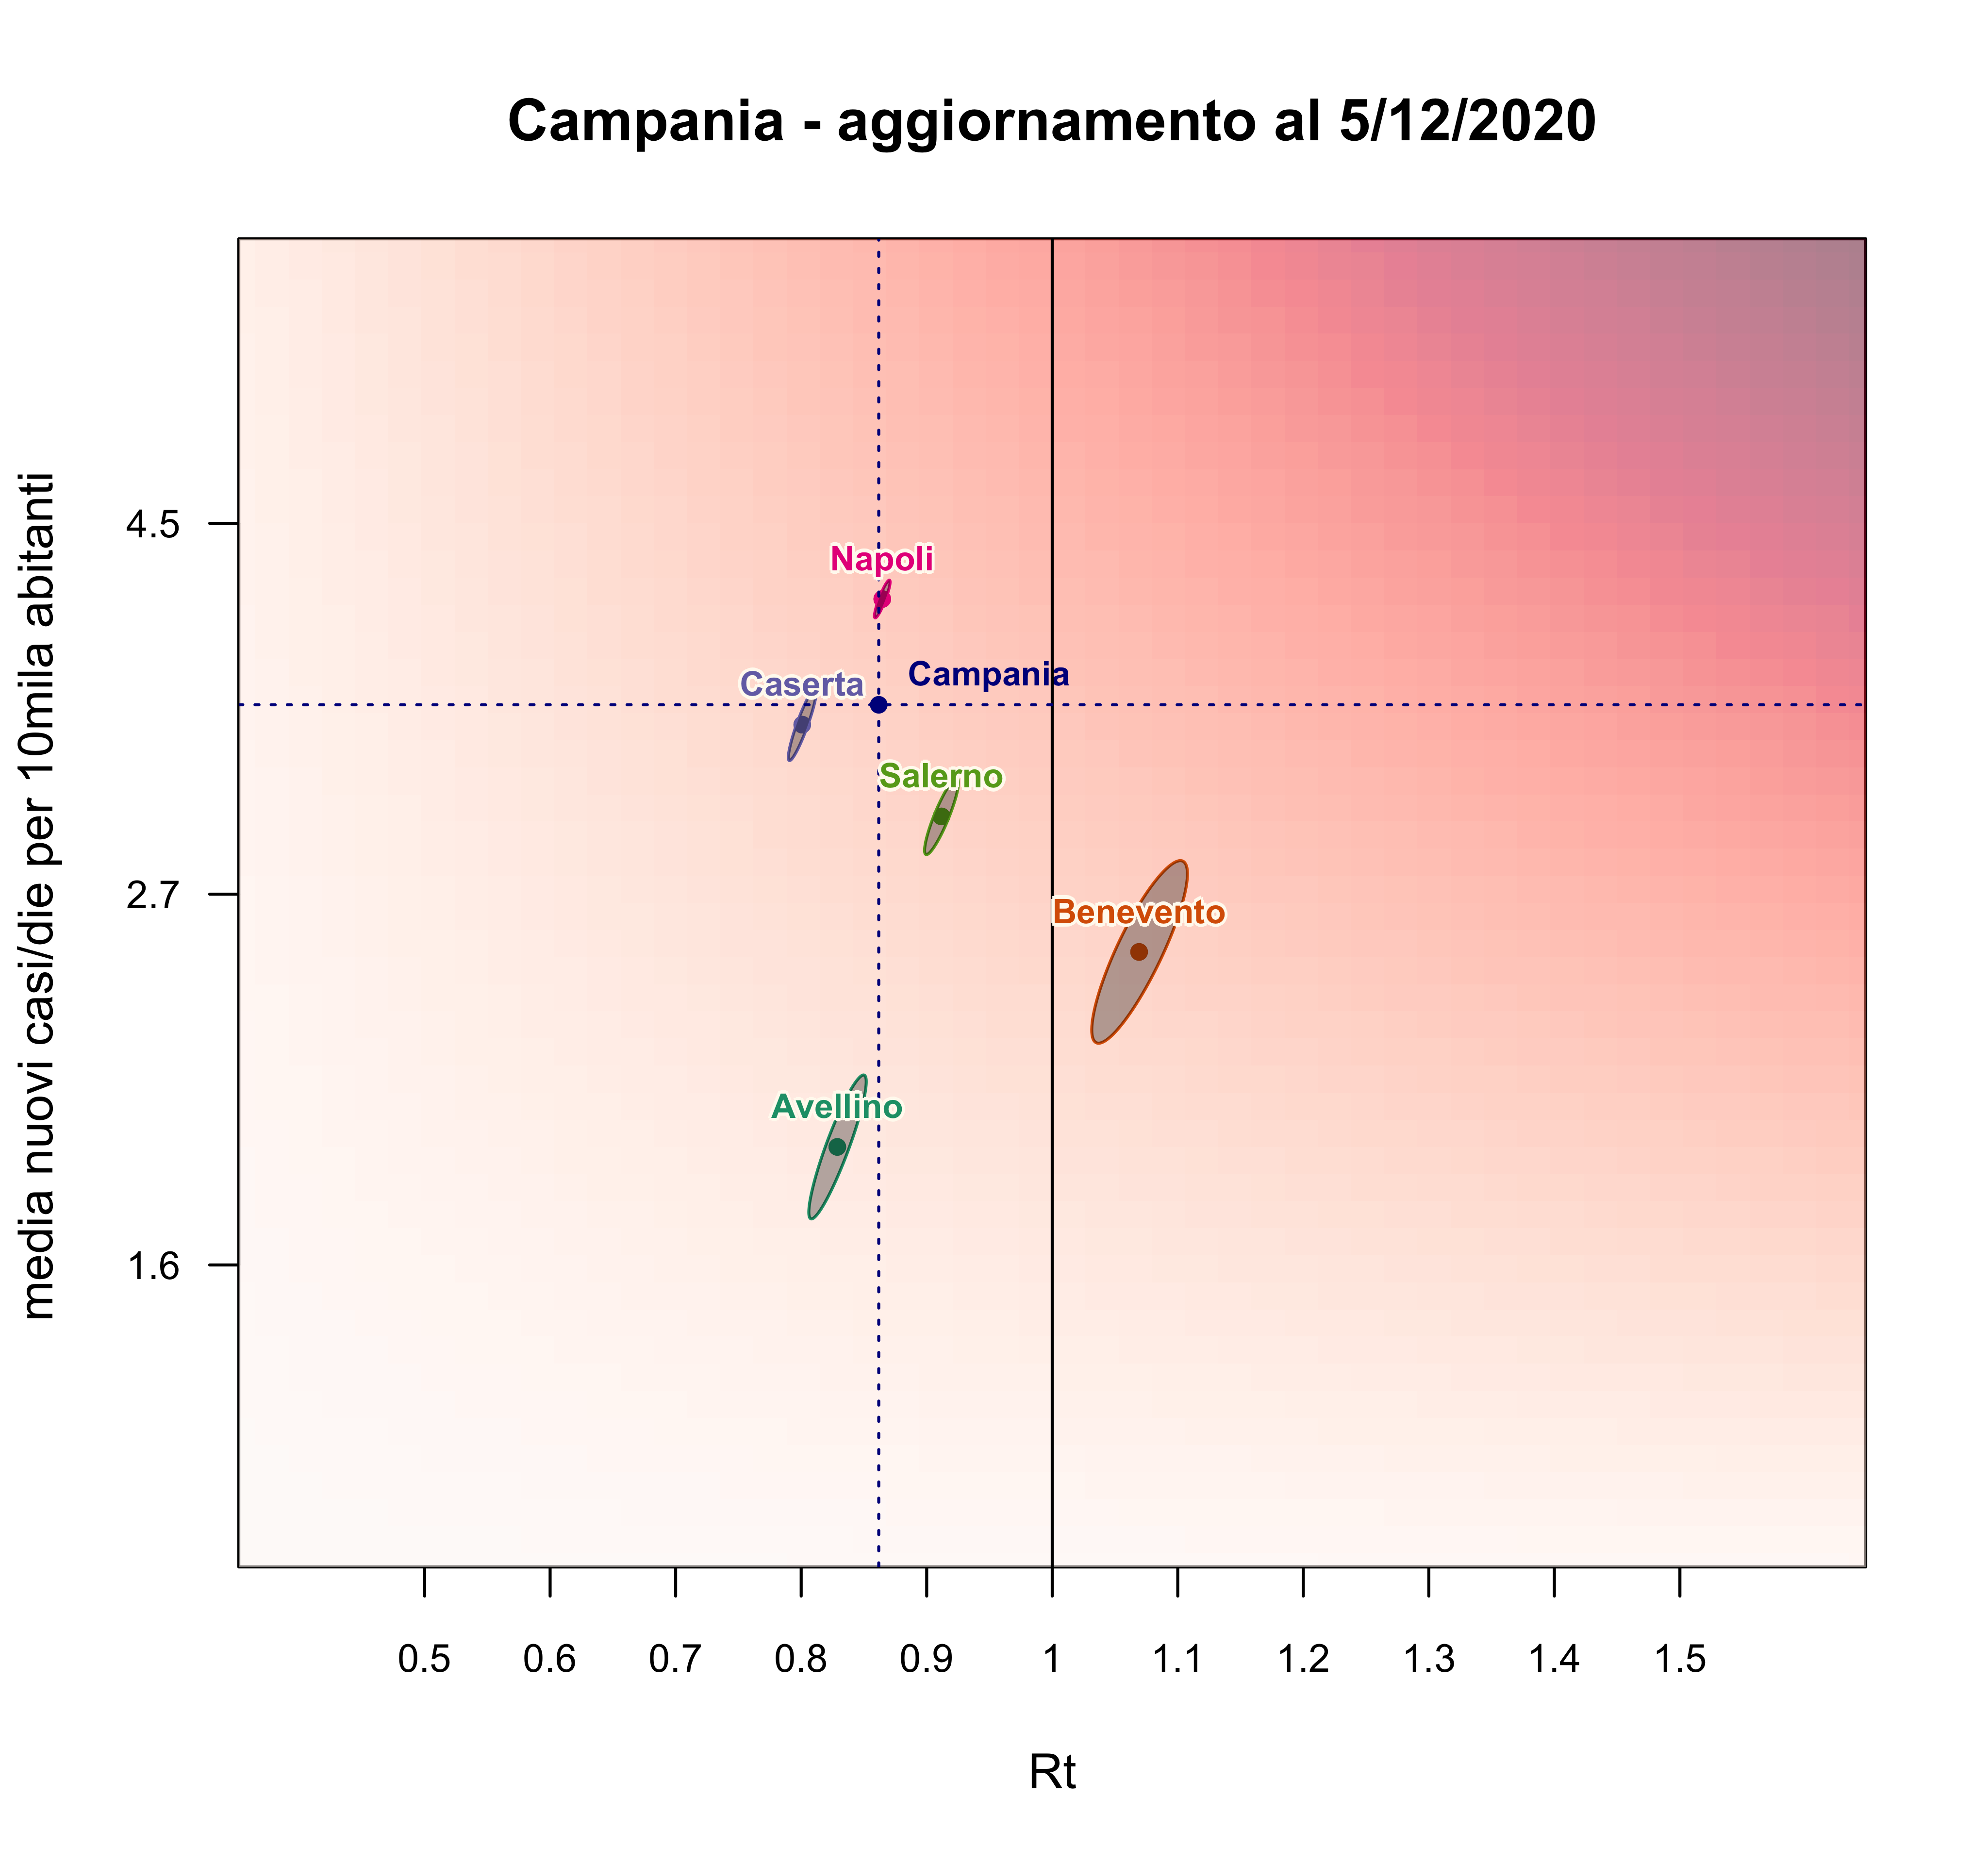 Campania - aggiornamento al 5/12/2020
media nuovi casi/die per 10mila abitanti
4.5
2.7
1.6
Napoli
Campania
Caserta
Salerno
Benevento
Avellino
0.5 0.6 0.7 0.8 0.9 1 1.1 1.2 1.3 1.4 1.5
Rt